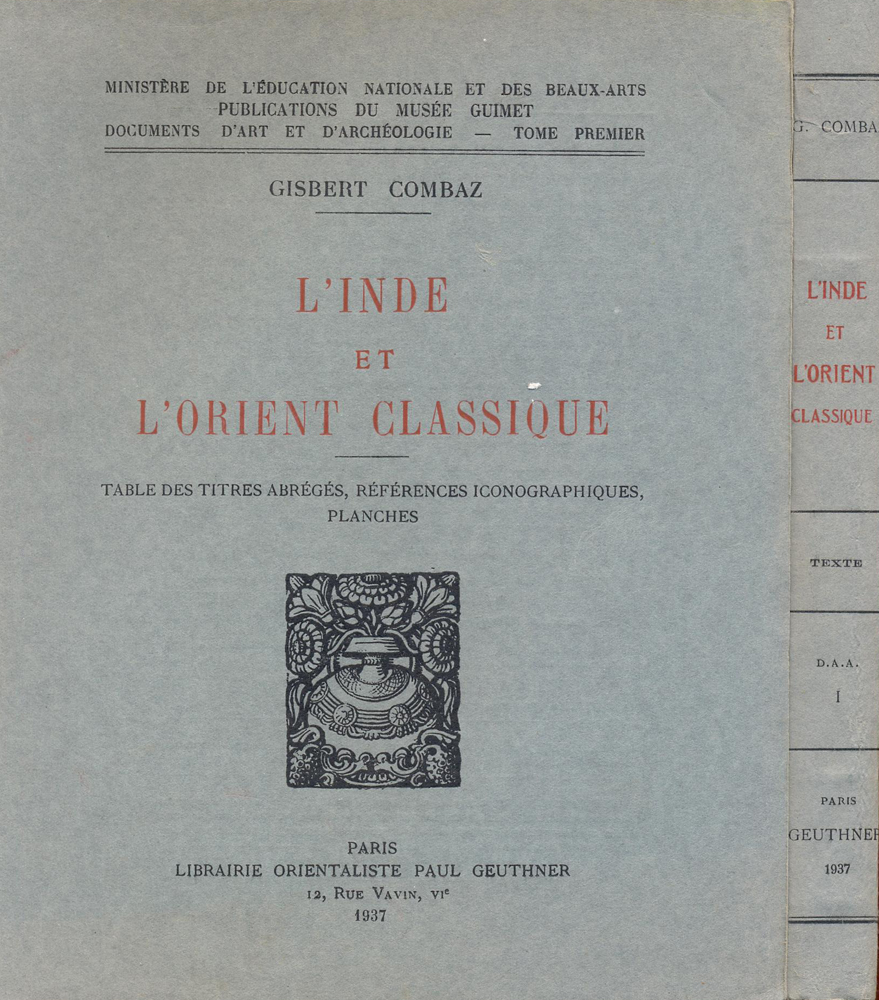 MINISTÈRE DE L'ÉDUCATION NATIONALE ET DES BEAUX-ARTS
PUBLICATIONS DU MUSÉE GUIMET
DOCUMENTS D'ART ET D'ARCHÉOLOGIE — TOME PREMIER
GISBERT COMBAZ
L'INDE
ET
L'ORIENT CLASSIQUE
TABLE DES TITRES ABRÉGÉS, RÉFÉRENCES ICONOGRAPHIQUES,
PLANCHES
PARIS
LIBRAIRIE ORIENTALISTE PAUL GEUTHNER
12, RUE VAVIN, VIe
1937
G. COMBA
L'INDE
ET
L'ORIENT
CLASSIQUE
TEXTE
D.A.A.
I
PARIS
GEUTHNER
1937